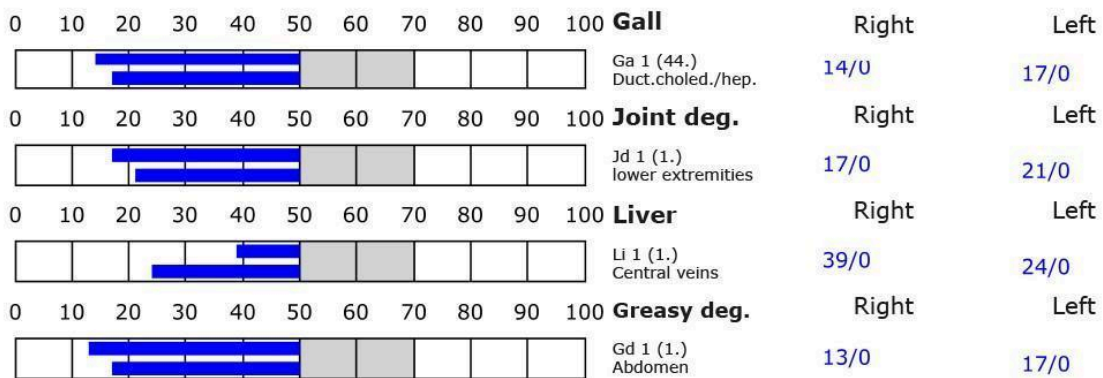 0 10 20 30 40 50 60 70 80 90 100 Gall Right Left
Ga 1 (44.) 14/0 17/0
Duct.choled./hep.
0 10 20 30 40 50 60 70 80 90 100 Joint deg. Right Left
Jd 1 (1.) 17/0 21/0
lower extremities
0 10 20 30 40 50 60 70 80 90 100 Liver Right Left
Li 1 (1.) 39/0 24/0
Central veins
0 10 20 30 40 50 60 70 80 90 100 Greasy deg. Right Left
Gd 1 (1.) 13/0 17/0
Abdomen